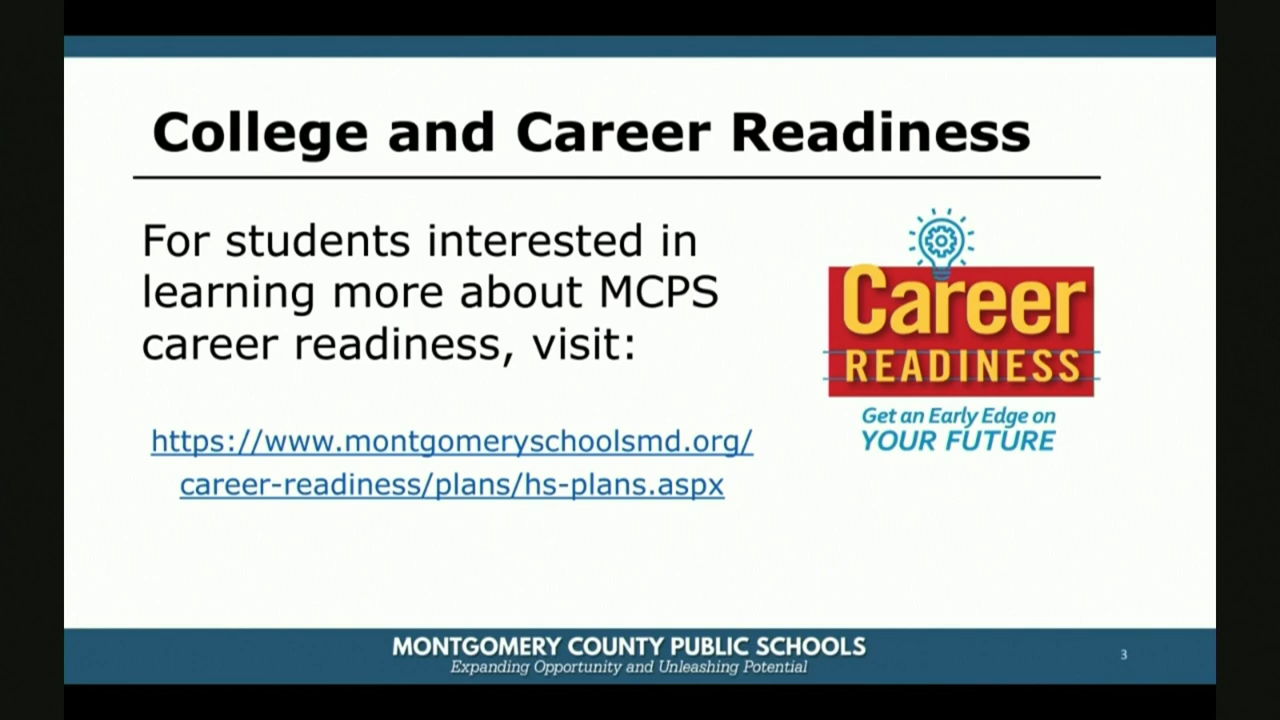 College and Career Readiness
For students interested in
learning more about MCPS
career readiness, visit:
https://www.montgomeryschoolsmd.org/
career-readiness/plans/hs-plans.aspx
Career
READINESS
Get an Early Edge on
YOUR FUTURE
MONTGOMERY COUNTY PUBLIC SCHOOLS
Expanding Opportunity and Unleashing Potential
3